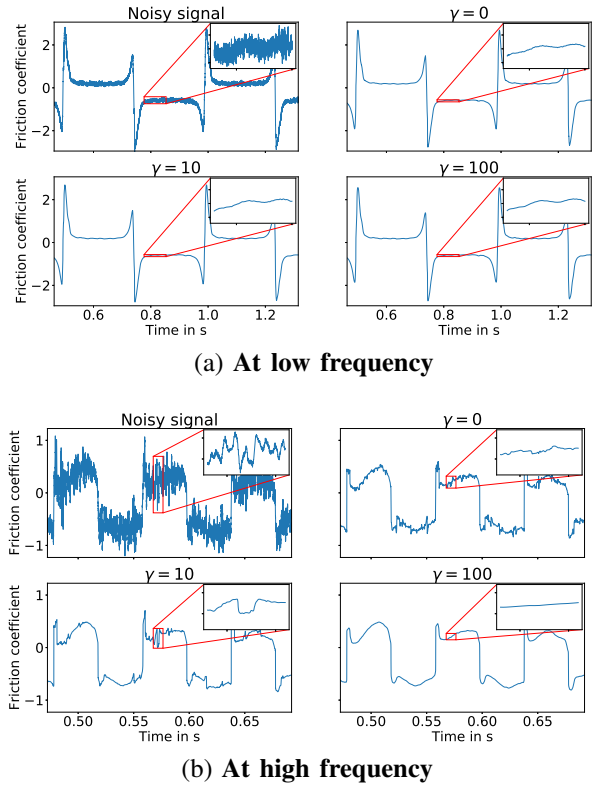 Noisy signal
γ = 0
Friction coefficient
2
0
−2
γ = 10
γ = 100
Friction coefficient
2
0
−2
0.6 0.8 1.0 1.2
0.6 0.8 1.0 1.2
Time in s
Time in s
(a) At low frequency
Noisy signal
γ = 0
Friction coefficient
1
0
−1
γ = 10
γ = 100
Friction coefficient
1
0
−1
0.50 0.55 0.60 0.65
0.50 0.55 0.60 0.65
Time in s
Time in s
(b) At high frequency